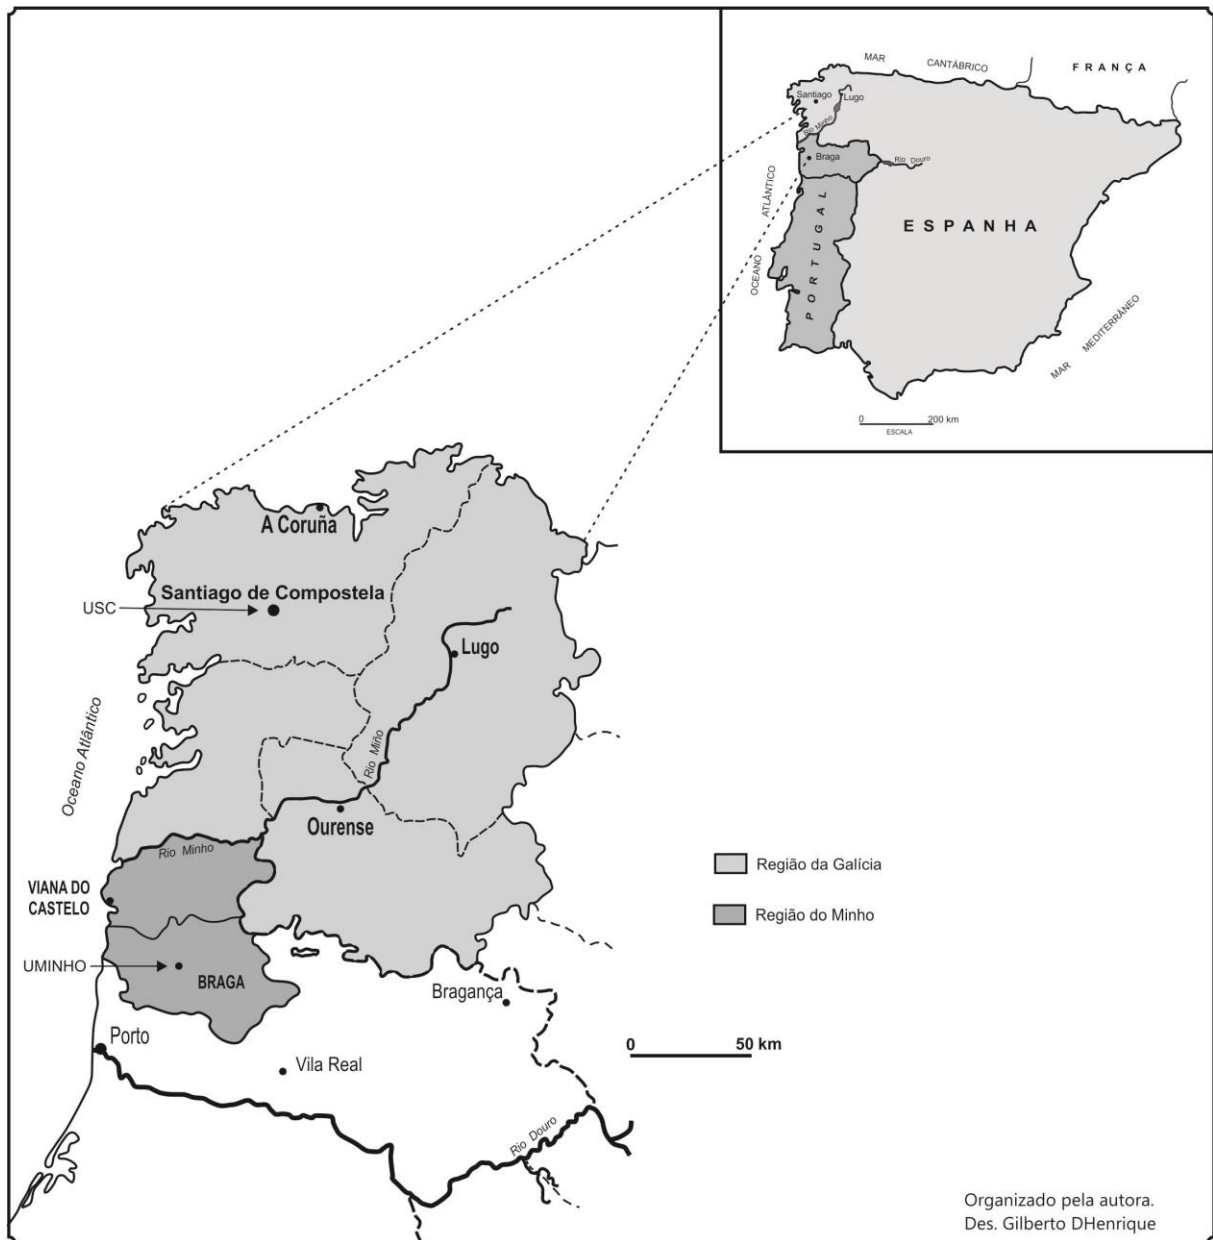 MAR
CANTÁBRICO
FRANÇA
Santiago
Lugo
Rio Minho
Braga
Rio Douro
OCEANO ATLÂNTICO
PORTUGAL
ESPANHA
MAR MEDITERRÂNEO
0 200 km
ESCALA
A Coruña
Santiago de Compostela
USC
Lugo
Oceano Atlântico
Rio Miño
Ourense
Rio Minho
VIANA DO
CASTELO
UMINHO
BRAGA
Bragança
Porto
Vila Real
Rio Douro
Região da Galícia
Região do Minho
0 50 km
Organizado pela autora.
Des. Gilberto DHenrique